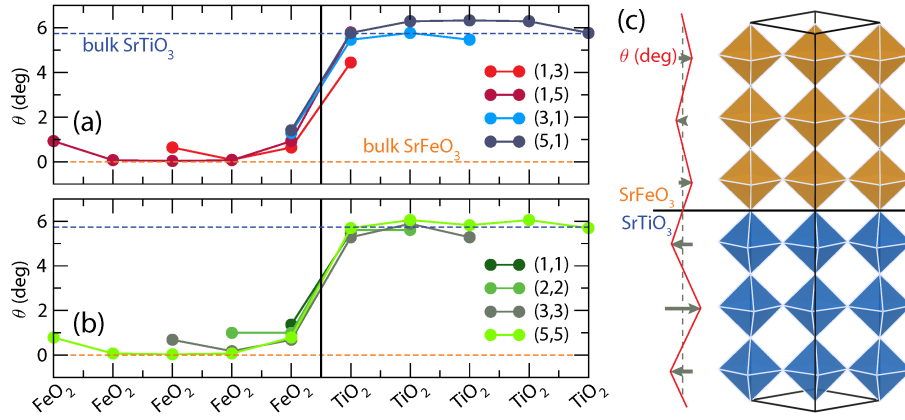 6
4
2
0
θ (deg)
bulk SrTiO3
(a)
bulk SrFeO3
(1,3)
(1,5)
(3,1)
(5,1)
6
4
2
0
θ (deg)
(b)
(1,1)
(2,2)
(3,3)
(5,5)
FeO2 FeO2 FeO2 FeO2 FeO2 TiO2 TiO2 TiO2 TiO2 TiO2
(c)
θ (deg)
SrFeO3
SrTiO3